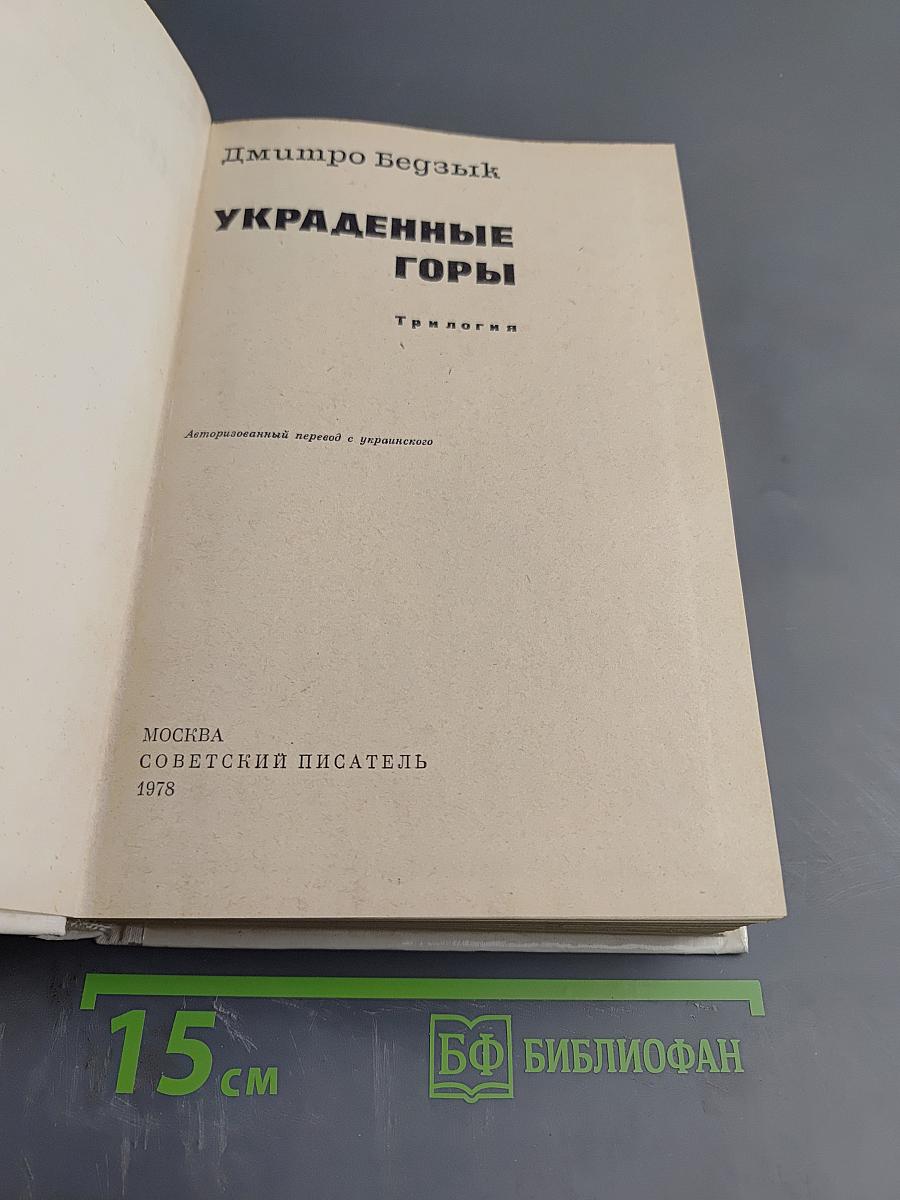 Дмитро Бедзык
УКРАДЕННЫЕ
ГОРЫ
Трилогия
Авторизованный перевод с украинского
МОСКВА
СОВЕТСКИЙ ПИСАТЕЛЬ
1978
15 см
БФ БИБЛИОФАН